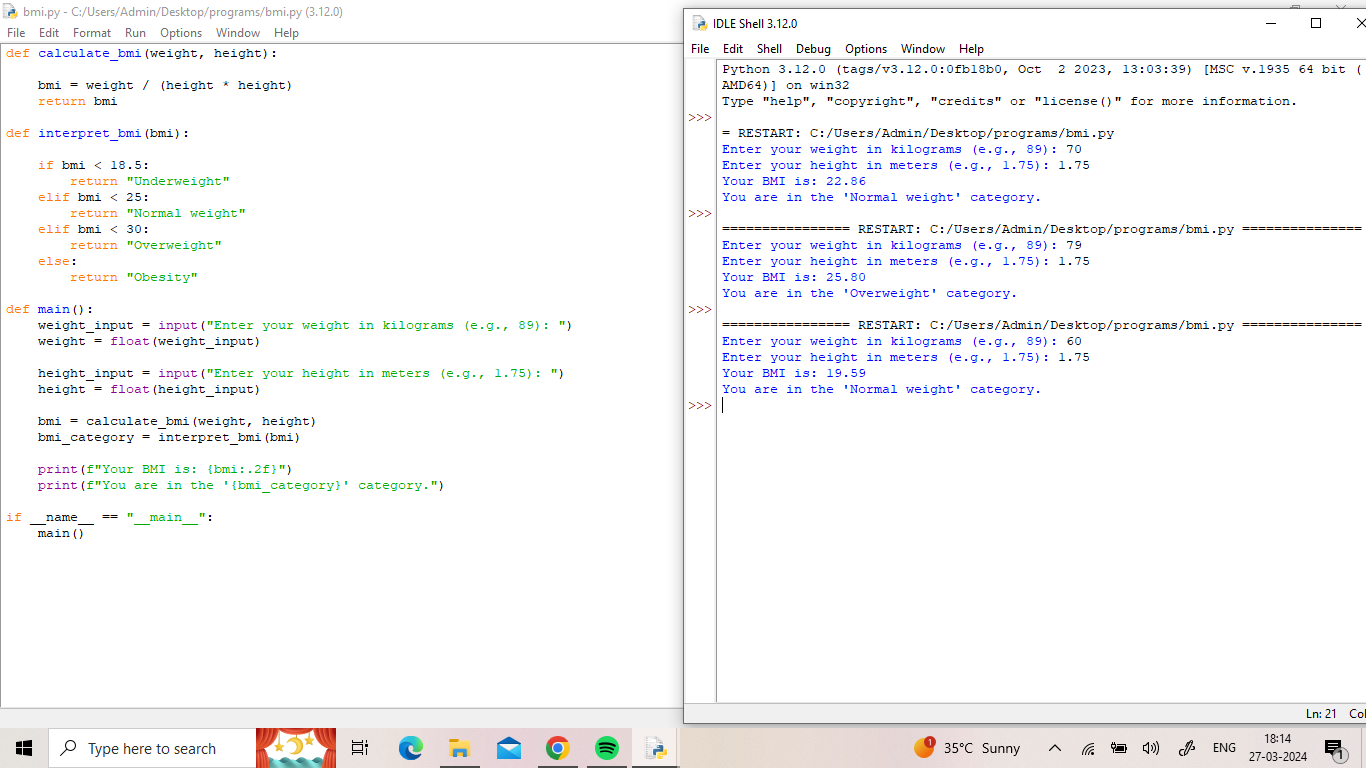 bmi.py - C:/Users/Admin/Desktop/programs/bmi.py (3.12.0)
File Edit Format Run Options Window Help
def calculate_bmi(weight, height):
    bmi = weight / (height * height)
    return bmi
def interpret_bmi(bmi):
    if bmi < 18.5:
        return "Underweight"
    elif bmi < 25:
        return "Normal weight"
    elif bmi < 30:
        return "Overweight"
    else:
        return "Obesity"
def main():
    weight_input = input("Enter your weight in kilograms (e.g., 89): ")
    weight = float(weight_input)
    height_input = input("Enter your height in meters (e.g., 1.75): ")
    height = float(height_input)
    bmi = calculate_bmi(weight, height)
    bmi_category = interpret_bmi(bmi)
    print(f"Your BMI is: {bmi:.2f}")
    print(f"You are in the '{bmi_category}' category.")
if __name__ == "__main__":
    main()
IDLE Shell 3.12.0
File Edit Shell Debug Options Window Help
Python 3.12.0 (tags/v3.12.0:0fb18b0, Oct  2 2023, 13:03:39) [MSC v.1935 64 bit (
AMD64)] on win32
Type "help", "copyright", "credits" or "license()" for more information.
>>>
= RESTART: C:/Users/Admin/Desktop/programs/bmi.py
Enter your weight in kilograms (e.g., 89): 70
Enter your height in meters (e.g., 1.75): 1.75
Your BMI is: 22.86
You are in the 'Normal weight' category.
>>>
================ RESTART: C:/Users/Admin/Desktop/programs/bmi.py ===============
Enter your weight in kilograms (e.g., 89): 79
Enter your height in meters (e.g., 1.75): 1.75
Your BMI is: 25.80
You are in the 'Overweight' category.
>>>
================ RESTART: C:/Users/Admin/Desktop/programs/bmi.py ===============
Enter your weight in kilograms (e.g., 89): 60
Enter your height in meters (e.g., 1.75): 1.75
Your BMI is: 19.59
You are in the 'Normal weight' category.
>>>
Ln: 21 Col
Type here to search
1
35°C Sunny
ENG
18:14
27-03-2024
1